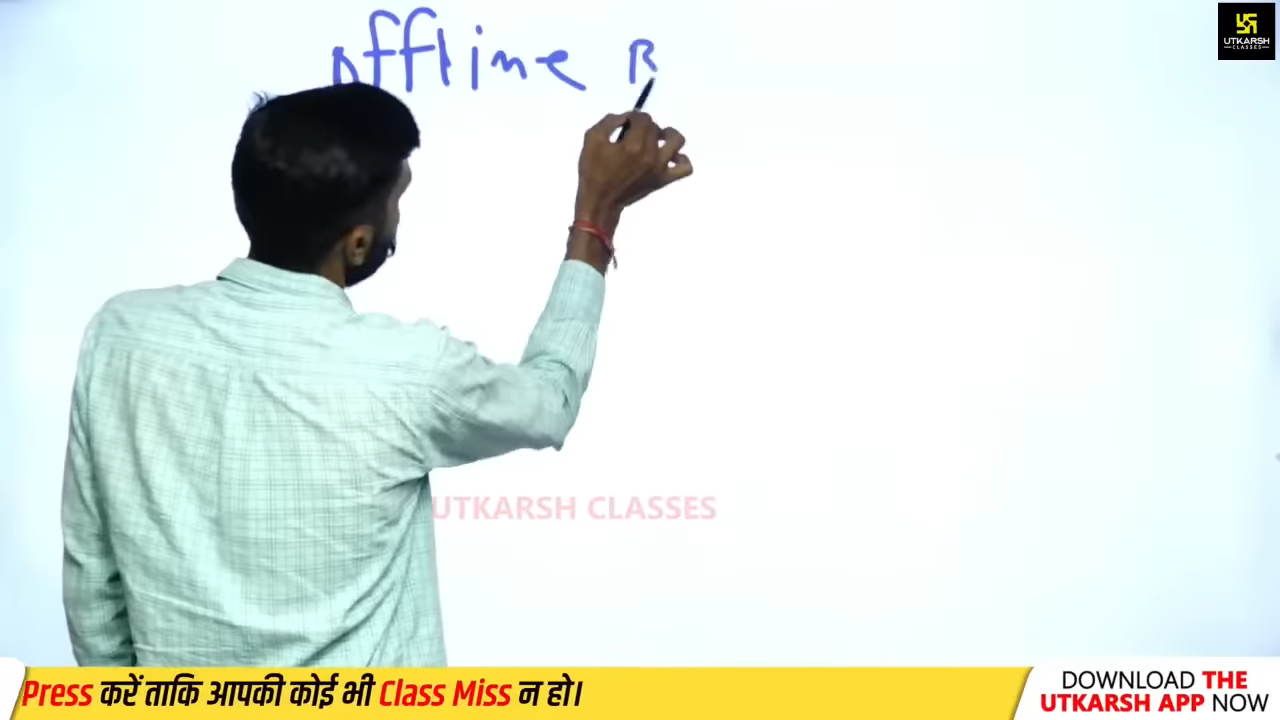 offline B
UTKARSH
CLASSES
UTKARSH CLASSES
Press करें ताकि आपकी कोई भी Class Miss न हो।
DOWNLOAD THE
UTKARSH APP NOW